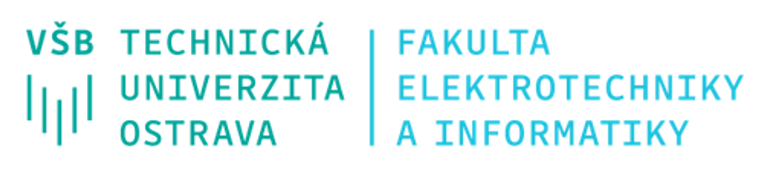 VŠB TECHNICKÁ
UNIVERZITA
OSTRAVA
FAKULTA
ELEKTROTECHNIKY
A INFORMATIKY